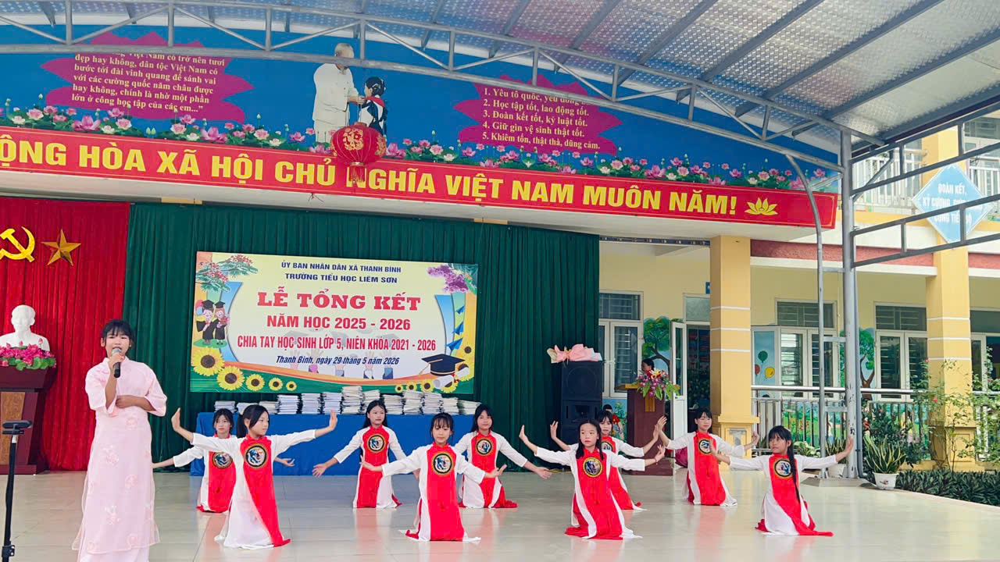 Việt Nam có trở nên tươi
đẹp hay không, dân tộc Việt Nam có
bước tới đài vinh quang để sánh vai
với các cường quốc năm châu được
hay không, chính là nhờ một phần
lớn ở công học tập của các em..."
1. Yêu tổ quốc, yêu đồng
2. Học tập tốt, lao động tốt.
3. Đoàn kết tốt, kỷ luật tốt.
4. Giữ gìn vệ sinh thật tốt.
5. Khiêm tốn, thật thà, dũng cảm.
ỘNG HÒA XÃ HỘI CHỦ NGHĨA VIỆT NAM MUÔN NĂM!
ĐOÀN KẾT,
KỶ CƯƠNG,
ỦY BAN NHÂN DÂN XÃ THANH BÌNH
TRƯỜNG TIỂU HỌC LIÊM SƠN
LỄ TỔNG KẾT
NĂM HỌC 2025 - 2026
CHIA TAY HỌC SINH LỚP 5, NIÊN KHÓA 2021 - 2026
Thanh Bình, ngày 29 tháng 5 năm 2026